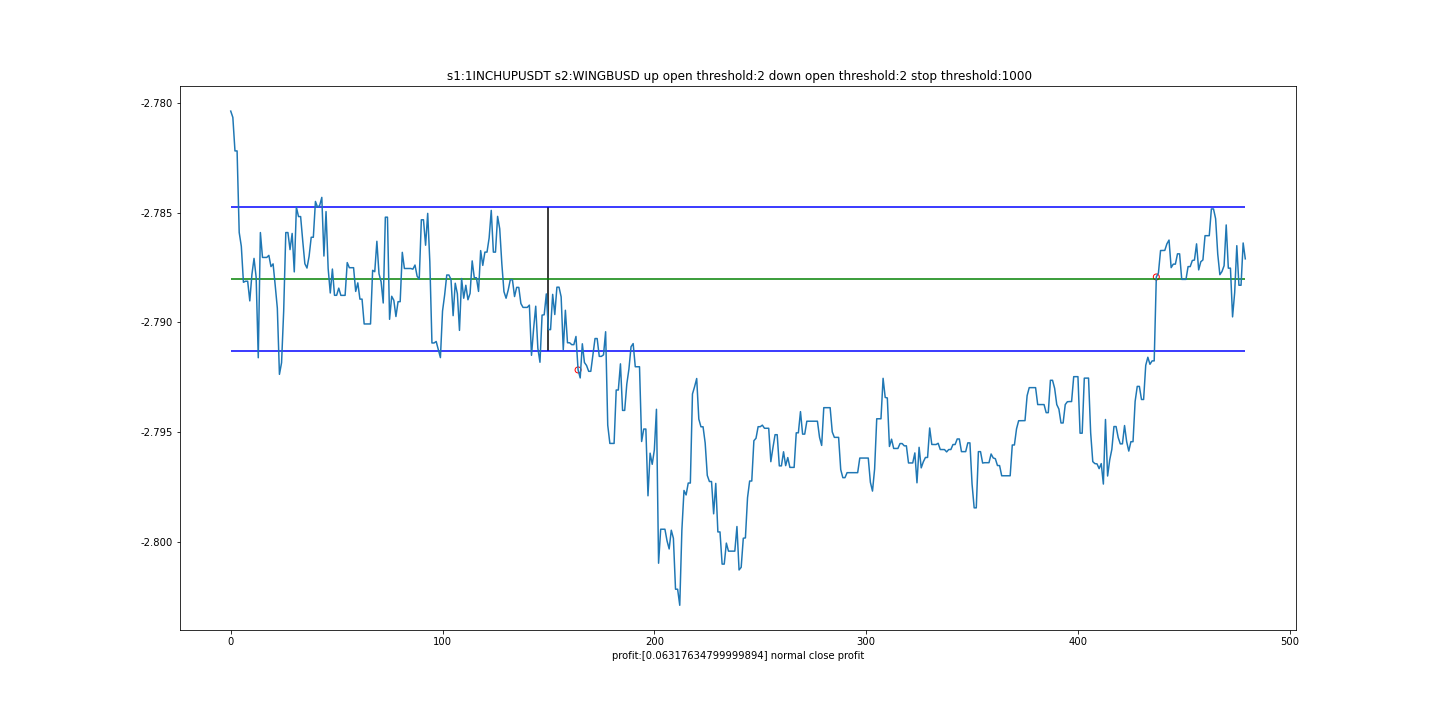 s1:1INCHUPUSDT s2:WINGBUSD up open threshold:2 down open threshold:2 stop threshold:1000
-2.780
-2.785
-2.790
-2.795
-2.800
0 100 200 300 400 500
profit:[0.06317634799999894] normal close profit